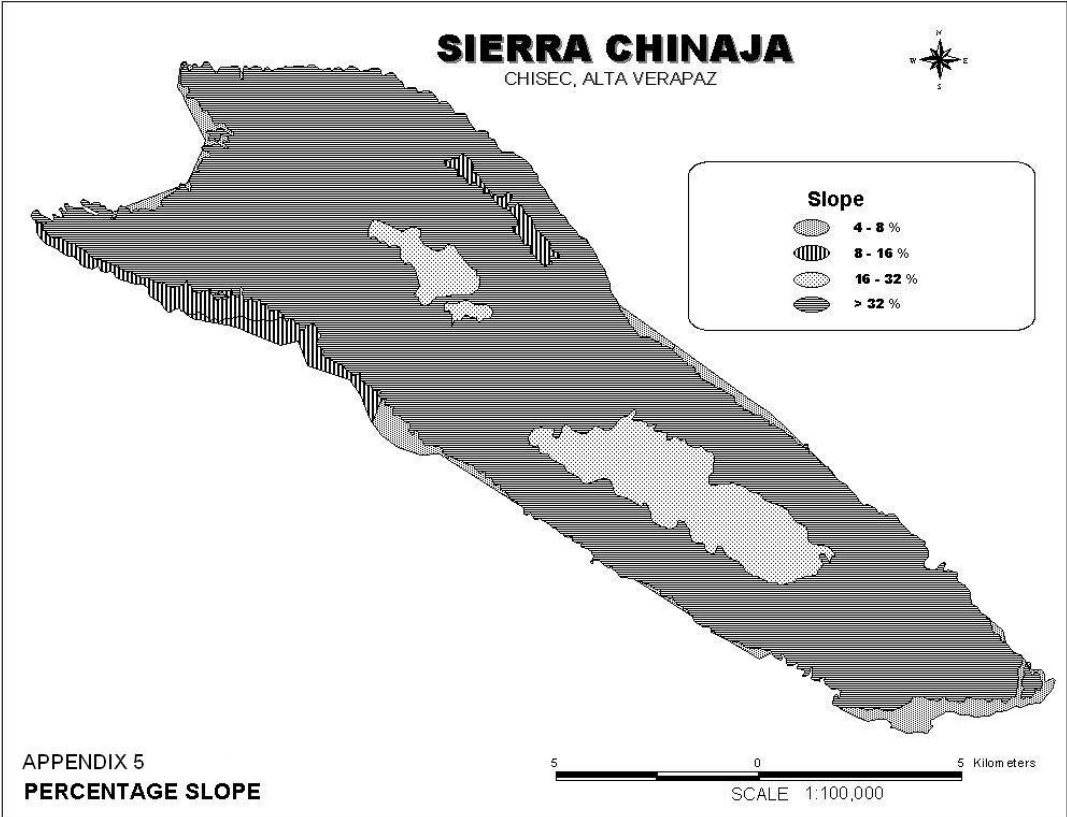 SIERRA CHINAJA
CHISEC, ALTA VERAPAZ
N
W E
S
Slope
4 - 8 %
8 - 16 %
16 - 32 %
> 32 %
APPENDIX 5
PERCENTAGE SLOPE
5 0 5 Kilometers
SCALE 1:100,000